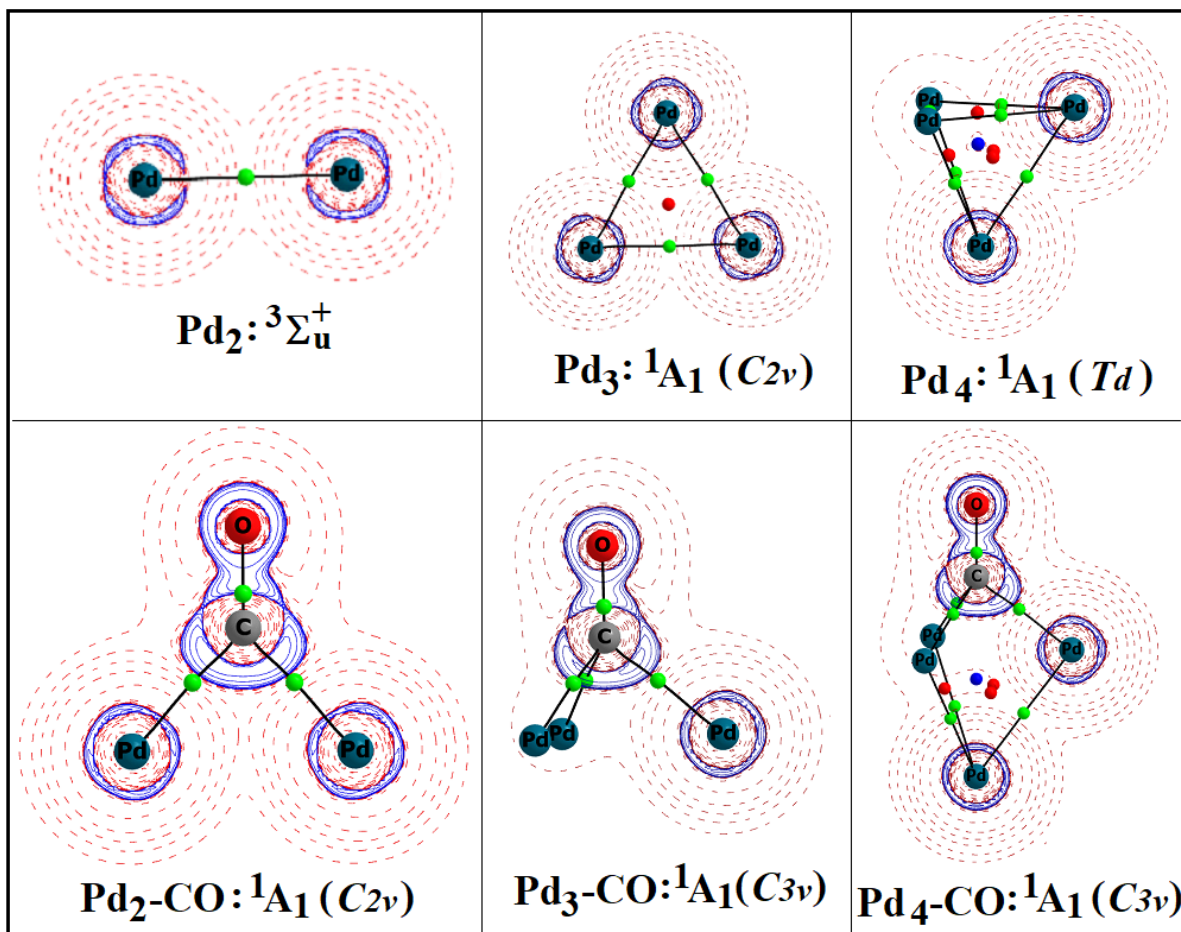 Pd Pd
Pd₂: ³Σ⁺ᵤ
Pd
Pd Pd
Pd₃: ¹A₁ (C₂ᵥ)
Pd Pd
Pd
Pd
Pd₄: ¹A₁ (Td)
O
C
Pd Pd
Pd₂-CO: ¹A₁ (C₂ᵥ)
O
C
Pd Pd Pd
Pd₃-CO: ¹A₁(C₃ᵥ)
O
C
Pd
Pd Pd
Pd
Pd₄-CO: ¹A₁ (C₃ᵥ)